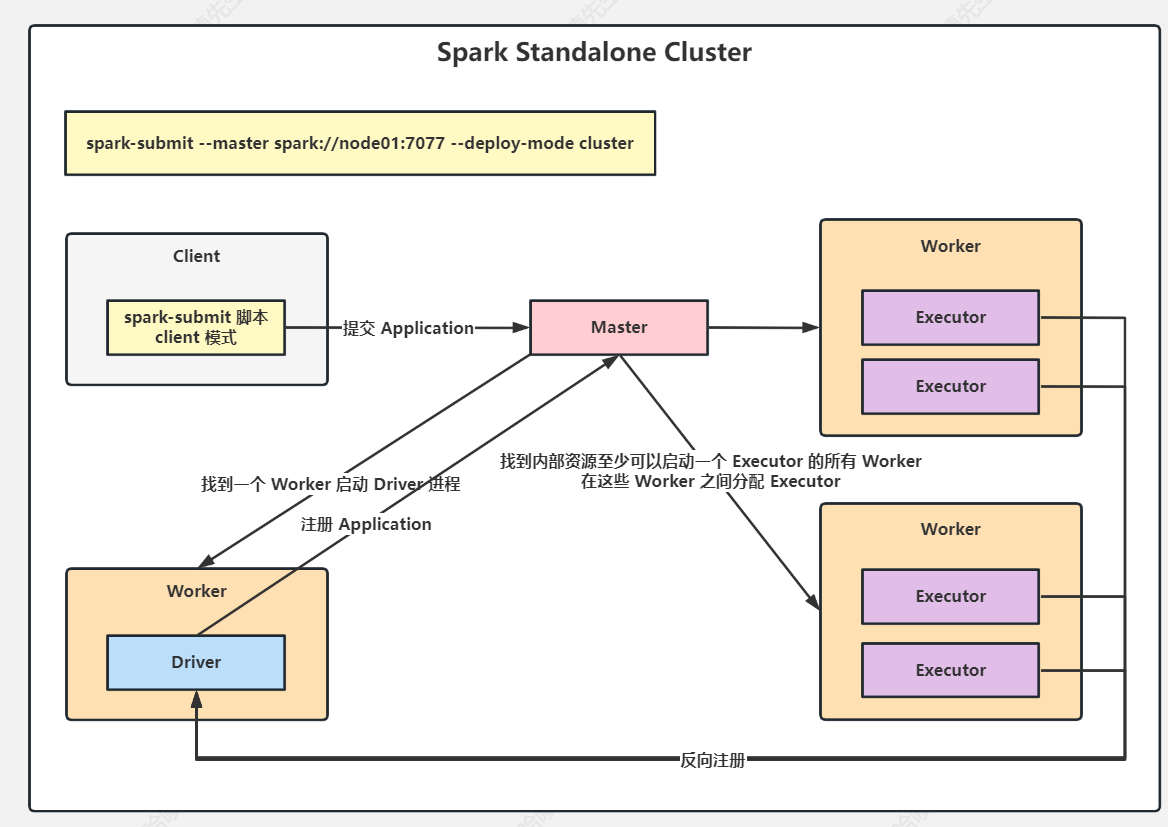 Spark Standalone Cluster
spark-submit --master spark://node01:7077 --deploy-mode cluster
Client
spark-submit 脚本
client 模式
提交 Application
Master
Worker
Executor
Executor
找到内部资源至少可以启动一个 Executor 的所有 Worker
在这些 Worker 之间分配 Executor
找到一个 Worker 启动 Driver 进程
注册 Application
Worker
Driver
Worker
Executor
Executor
反向注册